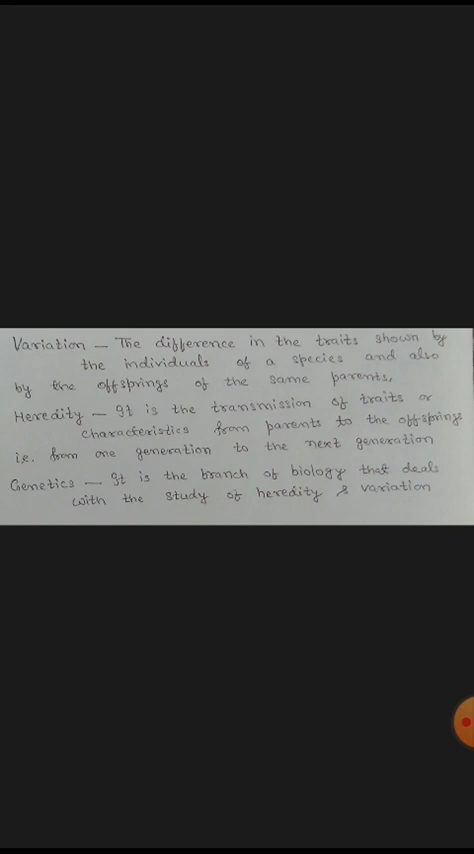 Variation — The difference in the traits shown by
the individuals of a species and also
by the offsprings of the same parents.
Heredity — It is the transmission of traits or
characteristics from parents to the offsprings
i.e. from one generation to the next generation
Genetics — It is the branch of biology that deals
with the study of heredity & variation